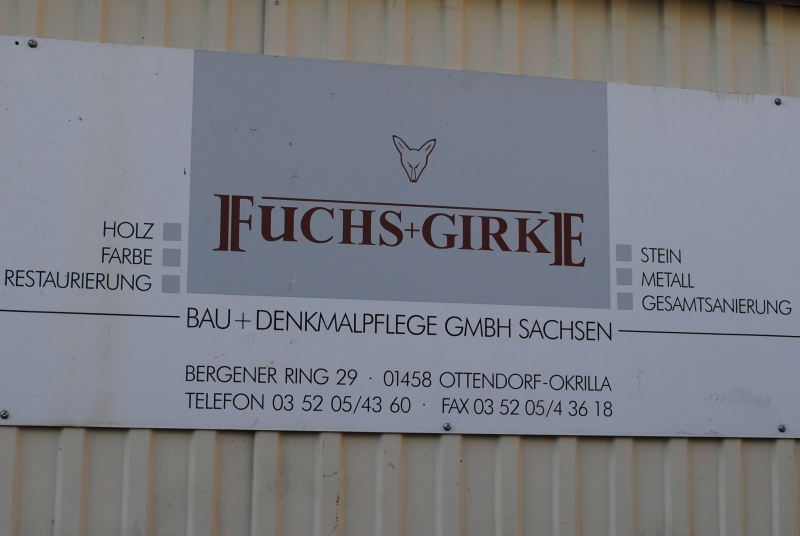 FUCHS+GIRKE
HOLZ
FARBE
RESTAURIERUNG
STEIN
METALL
GESAMTSANIERUNG
BAU+DENKMALPFLEGE GMBH SACHSEN
BERGENER RING 29 · 01458 OTTENDORF-OKRILLA
TELEFON 03 52 05/43 60 · FAX 03 52 05/4 36 18